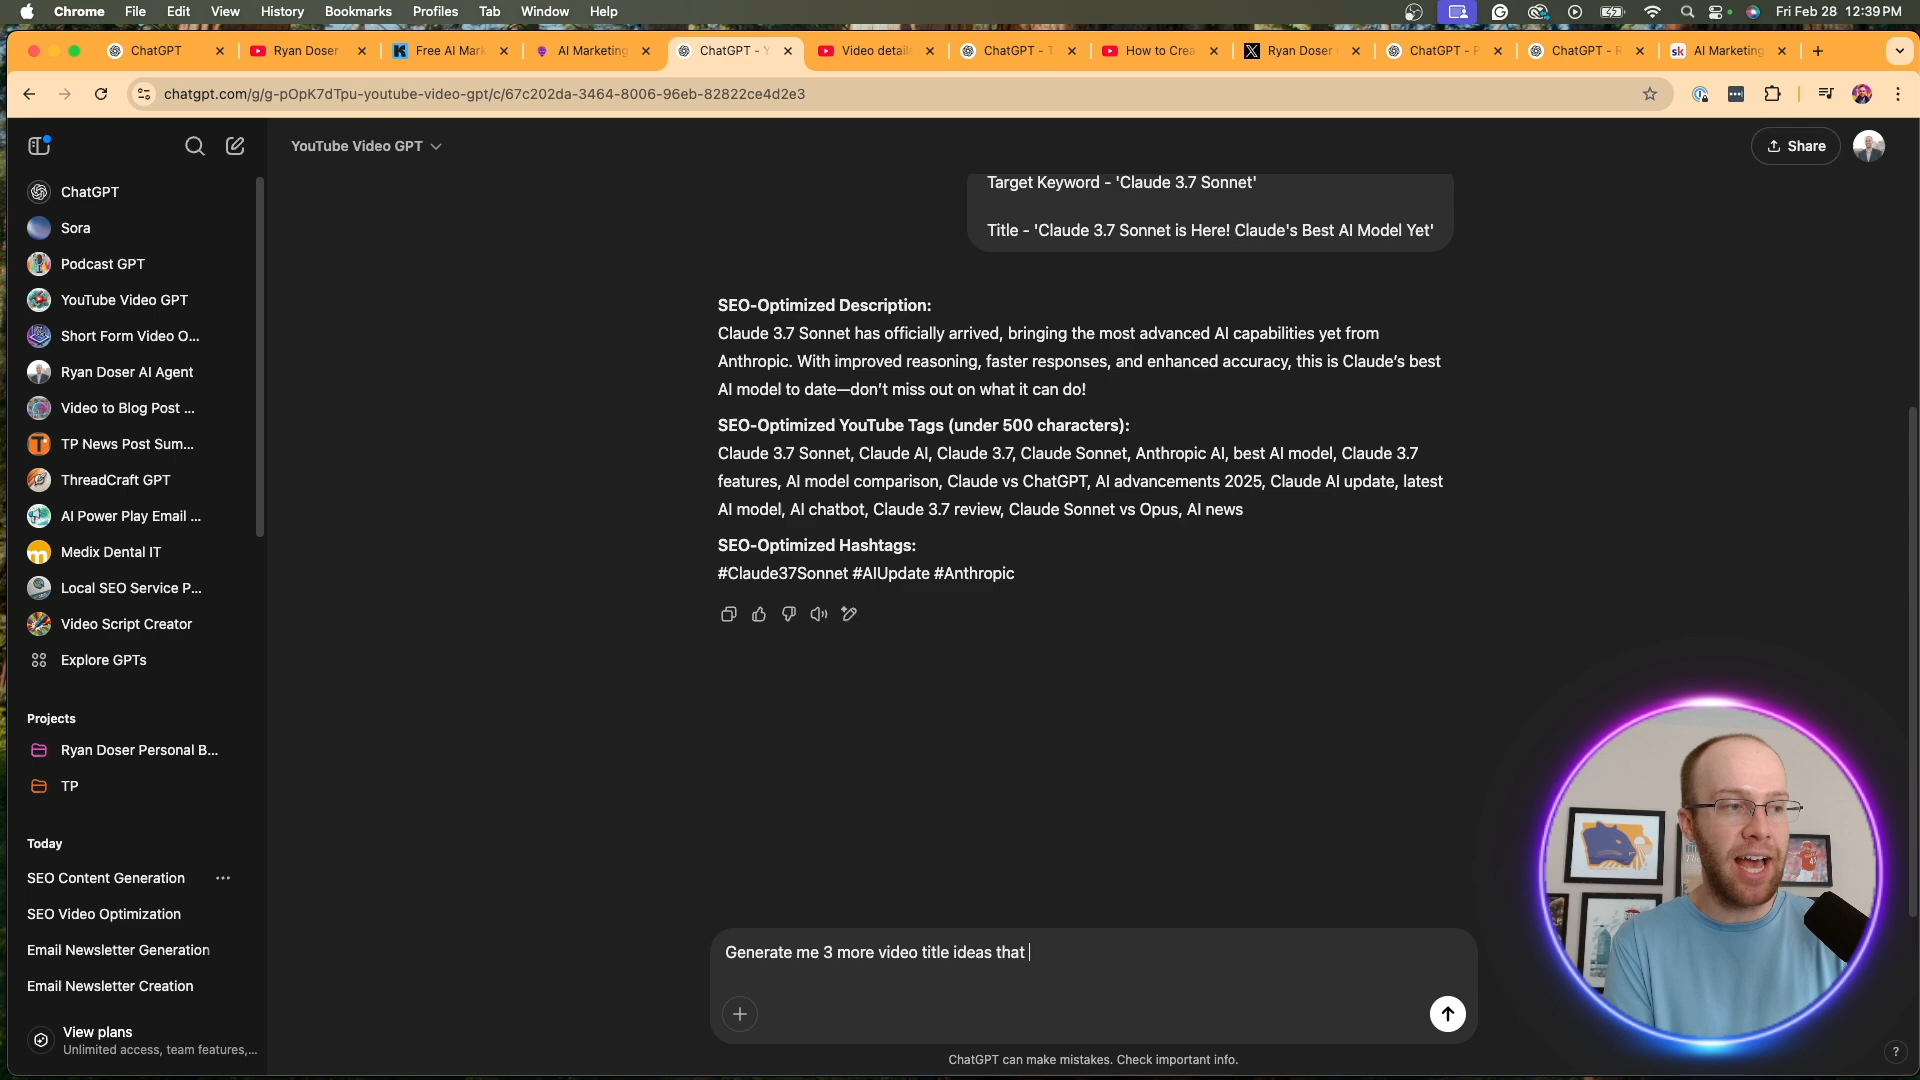 Chrome File Edit View History Bookmarks Profiles Tab Window Help Fri Feb 28 12:39 PM
ChatGPT Ryan Doser Free AI Mark AI Marketing ChatGPT - Y Video details ChatGPT - T How to Crea Ryan Doser ChatGPT - P ChatGPT - R sk AI Marketing
chatgpt.com/g/g-pOpK7dTpu-youtube-video-gpt/c/67c202da-3464-8006-96eb-82822ce4d2e3
YouTube Video GPT
Share
ChatGPT
Sora
Podcast GPT
YouTube Video GPT
Short Form Video O...
Ryan Doser AI Agent
Video to Blog Post ...
TP News Post Sum...
ThreadCraft GPT
AI Power Play Email ...
Medix Dental IT
Local SEO Service P...
Video Script Creator
Explore GPTs
Projects
Ryan Doser Personal B...
TP
Today
SEO Content Generation
SEO Video Optimization
Email Newsletter Generation
Email Newsletter Creation
View plans
Unlimited access, team features,...
Target Keyword - 'Claude 3.7 Sonnet'
Title - 'Claude 3.7 Sonnet is Here! Claude's Best AI Model Yet'
SEO-Optimized Description:
Claude 3.7 Sonnet has officially arrived, bringing the most advanced AI capabilities yet from
Anthropic. With improved reasoning, faster responses, and enhanced accuracy, this is Claude’s best
AI model to date—don’t miss out on what it can do!
SEO-Optimized YouTube Tags (under 500 characters):
Claude 3.7 Sonnet, Claude AI, Claude 3.7, Claude Sonnet, Anthropic AI, best AI model, Claude 3.7
features, AI model comparison, Claude vs ChatGPT, AI advancements 2025, Claude AI update, latest
AI model, AI chatbot, Claude 3.7 review, Claude Sonnet vs Opus, AI news
SEO-Optimized Hashtags:
#Claude37Sonnet #AIUpdate #Anthropic
Generate me 3 more video title ideas that
ChatGPT can make mistakes. Check important info.
?